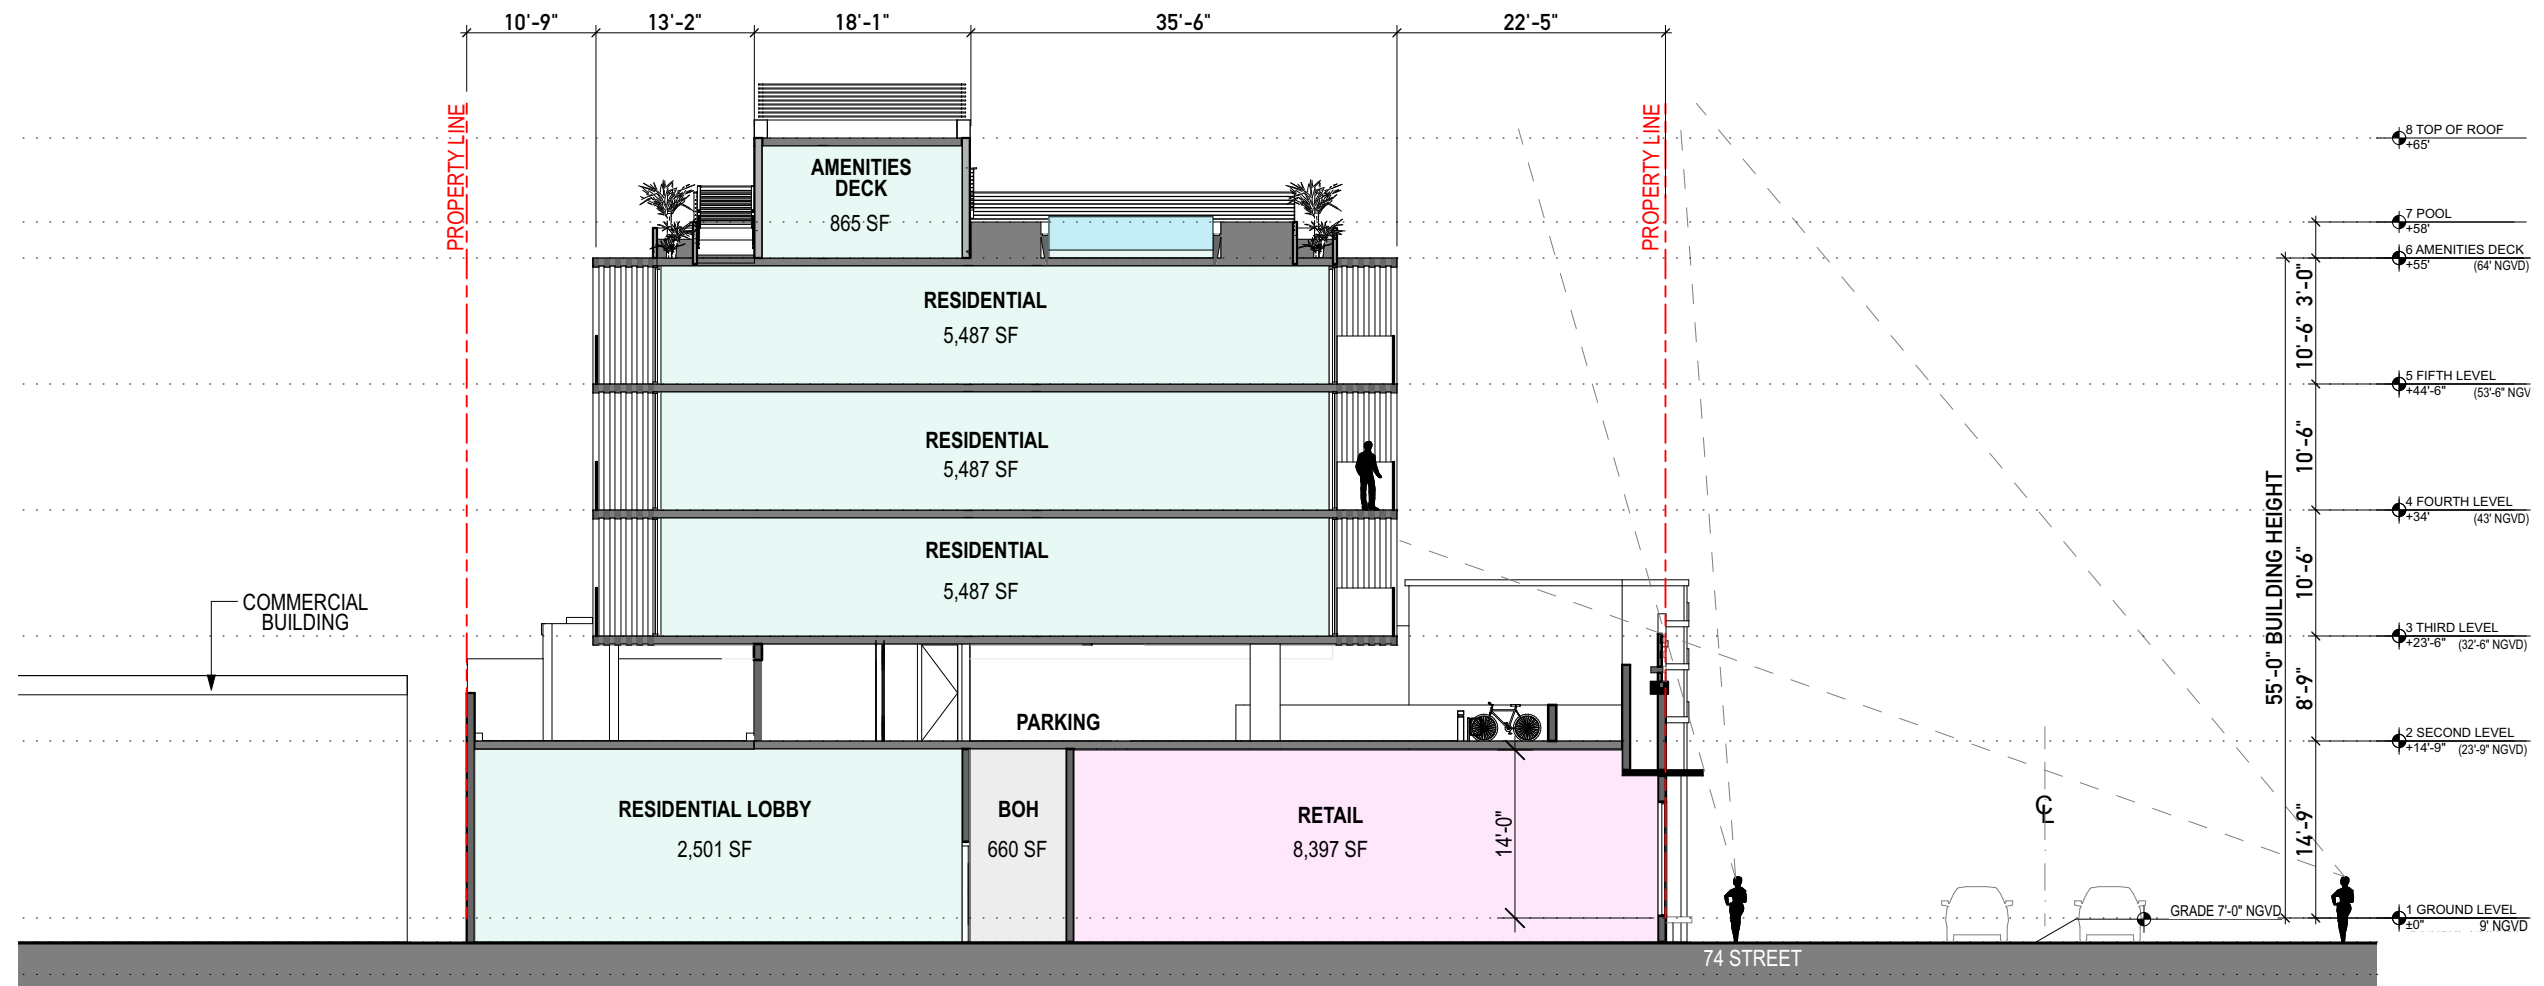 10'-9" 13'-2" 18'-1" 35'-6" 22'-5"
PROPERTY LINE
PROPERTY LINE
8 TOP OF ROOF
+65'
AMENITIES
DECK
865 SF
7 POOL
+58'
6 AMENITIES DECK
+55' (64' NGVD)
3'-0"
RESIDENTIAL
5,487 SF
10'-6"
5 FIFTH LEVEL
+44'-6" (53'-6" NGV
RESIDENTIAL
5,487 SF
10'-6"
4 FOURTH LEVEL
+34' (43' NGVD)
RESIDENTIAL
5,487 SF
10'-6"
55'-0" BUILDING HEIGHT
COMMERCIAL
BUILDING
3 THIRD LEVEL
+23'-6" (32'-6" NGVD)
8'-9"
PARKING
2 SECOND LEVEL
+14'-9" (23'-9" NGVD)
RESIDENTIAL LOBBY
2,501 SF
BOH
660 SF
RETAIL
8,397 SF
14'-0"
CL
14'-9"
GRADE 7'-0" NGVD
1 GROUND LEVEL
±0" 9' NGVD
74 STREET